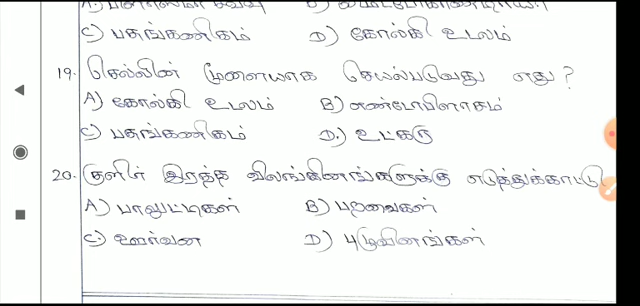 C) பசுங்கணிகம் D) கோல்கி உடலம்
19. செல்லின் மூளையாக செயல்படுவது எது?
A) கோல்கி உடலம் B) எண்டோபிளாசம்
C) பசுங்கணிகம் D.) உட்கரு
20. குளிர் இரத்த விலங்கினங்களுக்கு எடுத்துக்காட்டு
A) பாலூட்டிகள் B) பறவைகள்
C.) ஊர்வன D) புழுவினங்கள்